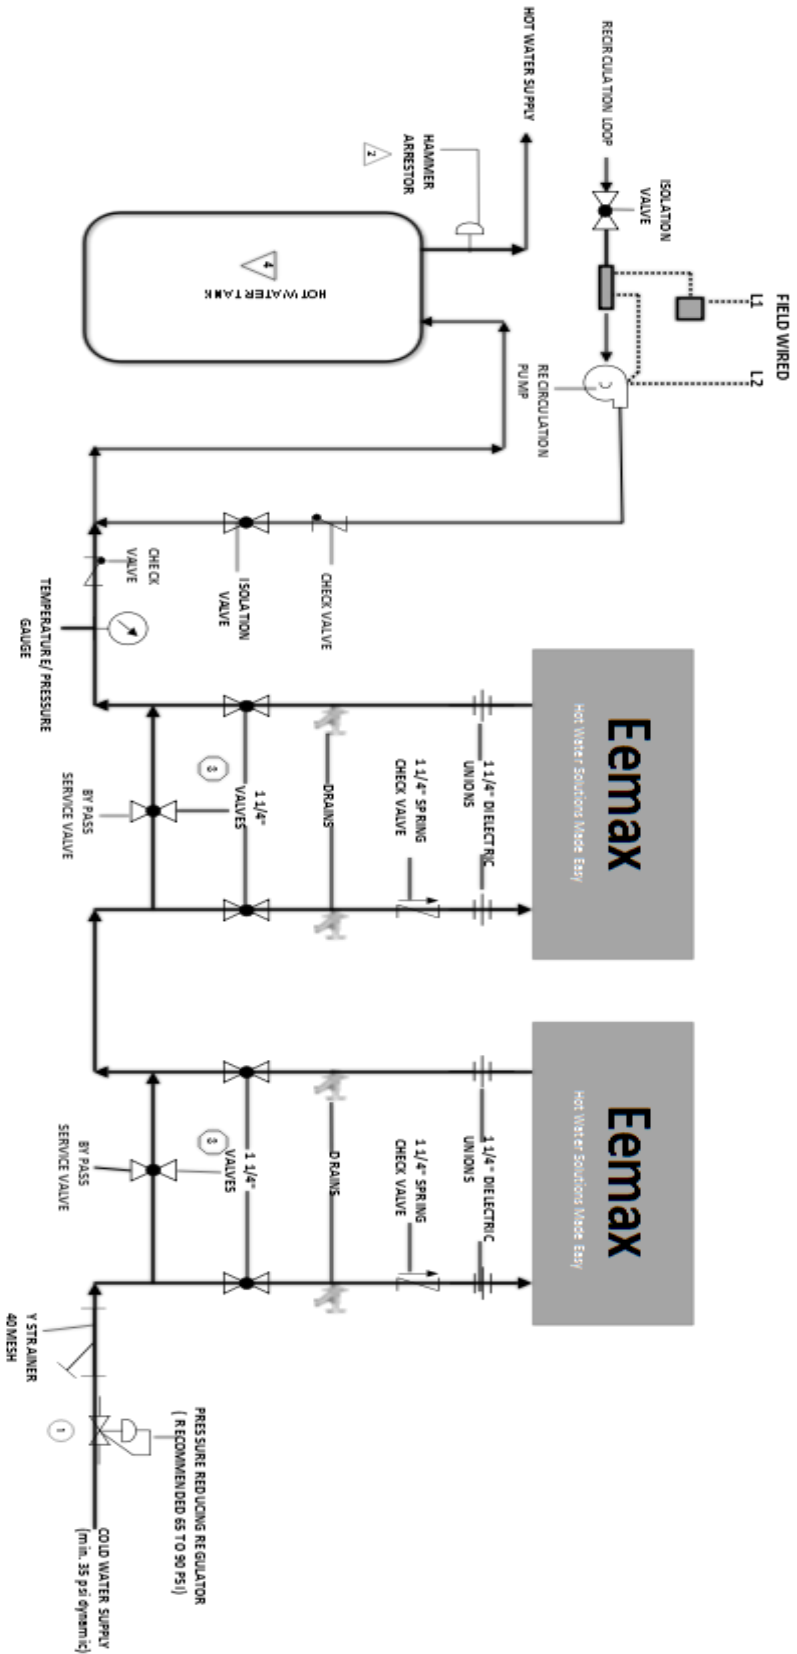 FIELD WIRED
L1
L2
RECIRCULATION LOOP
ISOLATION
VALVE
HOT WATER SUPPLY
HAMMER
ARRESTOR
2
4
HOT WATER TANK
RECIRCULATION
PUMP
CHECK
VALVE
TEMPERATURE/ PRESSURE
GAUGE
ISOLATION
VALVE
CHECK VALVE
Eemax
Hot Water Solutions Made Easy
1 1/4" DIELECTRIC
UNIONS
1 1/4" SPRING
CHECK VALVE
DRAINS
1 1/4"
VALVES
3
BY PASS
SERVICE VALVE
Eemax
Hot Water Solutions Made Easy
1 1/4" DIELECTRIC
UNIONS
1 1/4" SPRING
CHECK VALVE
DRAINS
1 1/4"
VALVES
3
BY PASS
SERVICE VALVE
Y STRAINER
40 MESH
1
PRESSURE REDUCING REGULATOR
( RECOMMENDED 65 TO 90 PSI)
COLD WATER SUPPLY
(min. 35 psi dynamic)